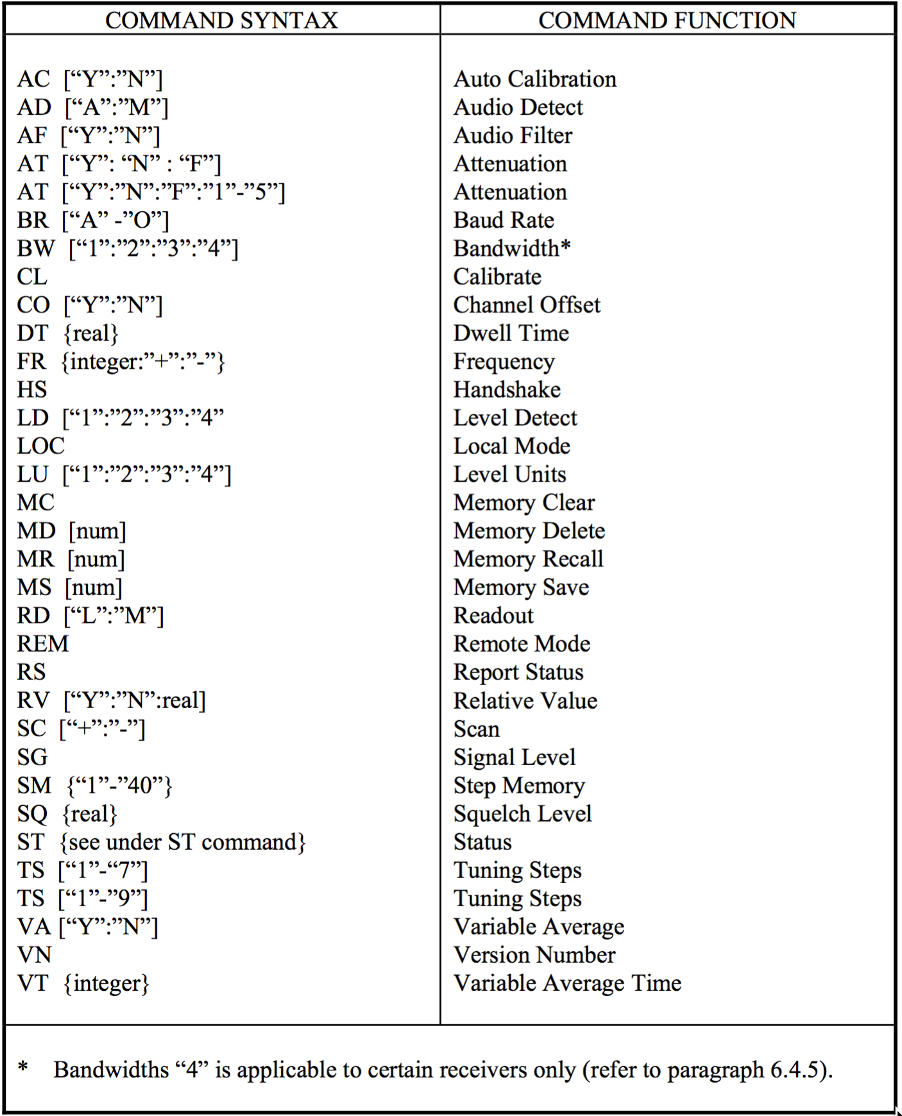 COMMAND SYNTAX COMMAND FUNCTION
AC [“Y”:”N”] Auto Calibration
AD [“A”:”M”] Audio Detect
AF [“Y”:”N”] Audio Filter
AT [“Y”: “N” : “F”] Attenuation
AT [“Y”:”N”:”F”:”1”-”5”] Attenuation
BR [“A” -”O”] Baud Rate
BW [“1”:”2”:”3”:”4”] Bandwidth*
CL Calibrate
CO [“Y”:”N”] Channel Offset
DT {real} Dwell Time
FR {integer:”+”:”-”} Frequency
HS Handshake
LD [“1”:”2”:”3”:”4” Level Detect
LOC Local Mode
LU [“1”:”2”:”3”:”4”] Level Units
MC Memory Clear
MD [num] Memory Delete
MR [num] Memory Recall
MS [num] Memory Save
RD [“L”:”M”] Readout
REM Remote Mode
RS Report Status
RV [“Y”:”N”:real] Relative Value
SC [“+”:”-”] Scan
SG Signal Level
SM {“1”-”40”} Step Memory
SQ {real} Squelch Level
ST {see under ST command} Status
TS [“1”-“7”] Tuning Steps
TS [“1”-”9”] Tuning Steps
VA [“Y”:”N”] Variable Average
VN Version Number
VT {integer} Variable Average Time
* Bandwidths “4” is applicable to certain receivers only (refer to paragraph 6.4.5).